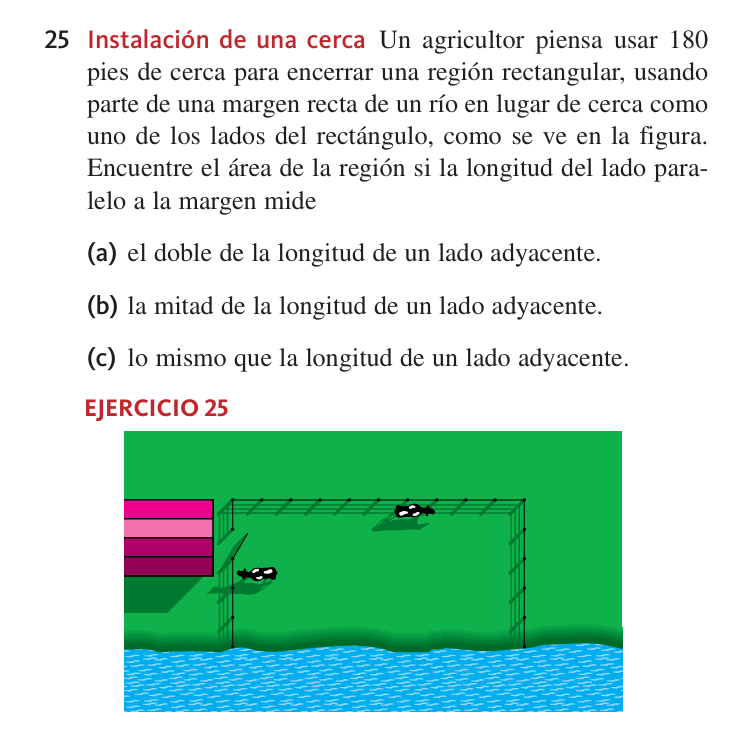 25 Instalación de una cerca Un agricultor piensa usar 180
pies de cerca para encerrar una región rectangular, usando
parte de una margen recta de un río en lugar de cerca como
uno de los lados del rectángulo, como se ve en la figura.
Encuentre el área de la región si la longitud del lado para-
lelo a la margen mide
(a) el doble de la longitud de un lado adyacente.
(b) la mitad de la longitud de un lado adyacente.
(c) lo mismo que la longitud de un lado adyacente.
EJERCICIO 25